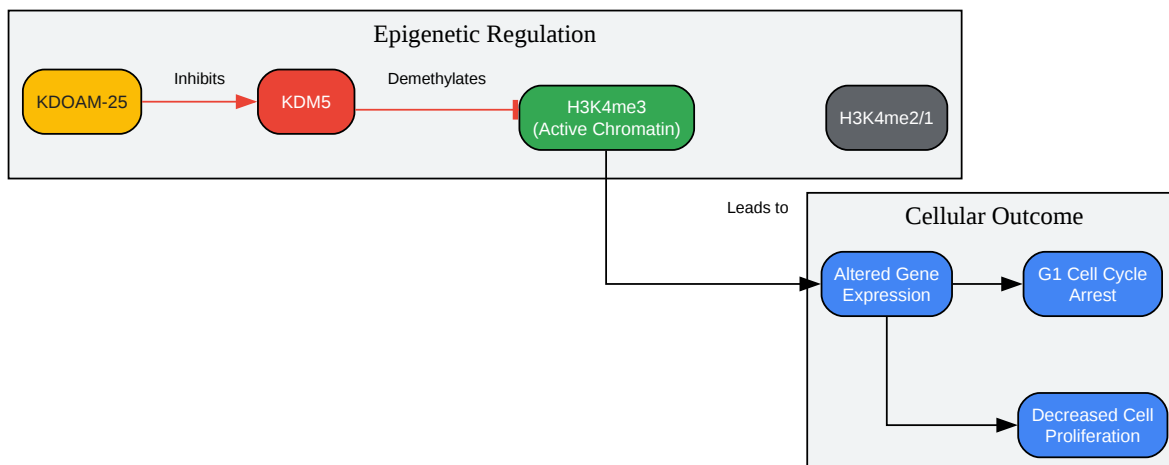 Epigenetic Regulation
KDOAM-25
Inhibits
KDM5
Demethylates
H3K4me3
(Active Chromatin)
H3K4me2/1
Leads to
Cellular Outcome
Altered Gene
Expression
G1 Cell Cycle
Arrest
Decreased Cell
Proliferation